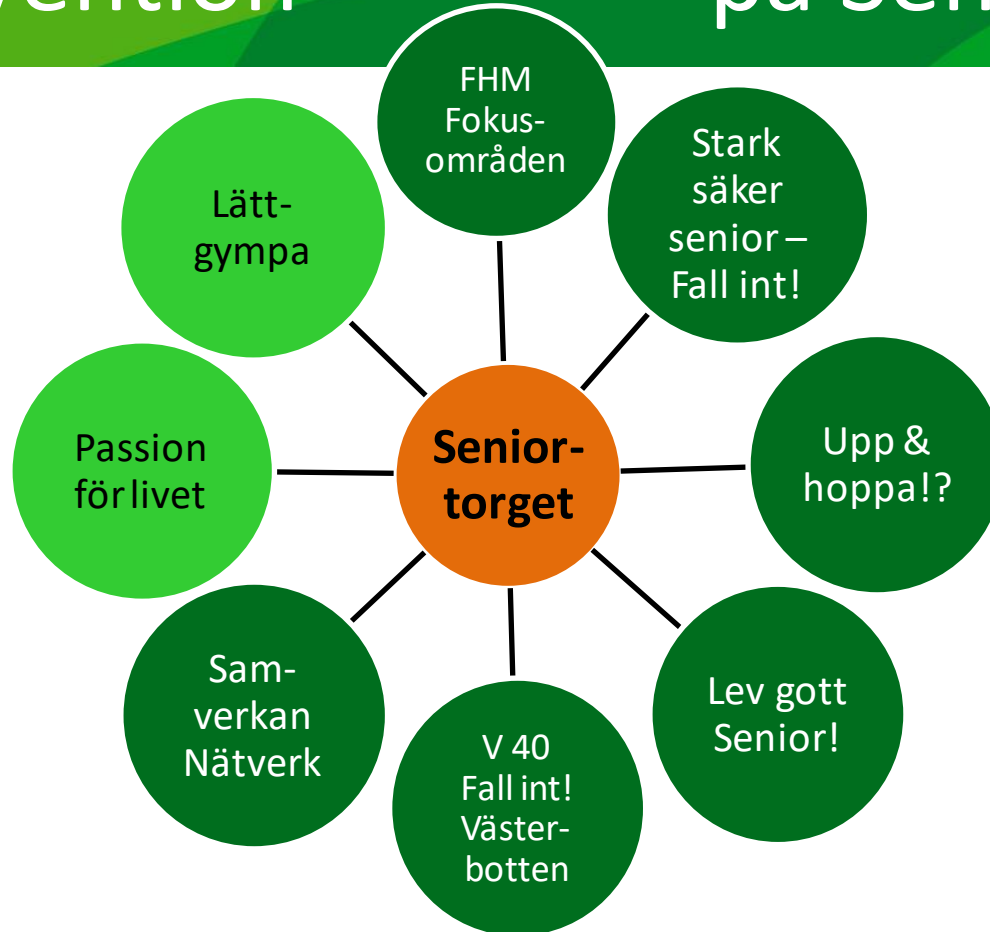 FHM
Fokus-
områden
Stark
säker
senior –
Fall int!
Upp &
hoppa!?
Lev gott
Senior!
V 40
Fall int!
Väster-
botten
Sam-
verkan
Nätverk
Passion
för livet
Lätt-
gympa
Senior-
torget